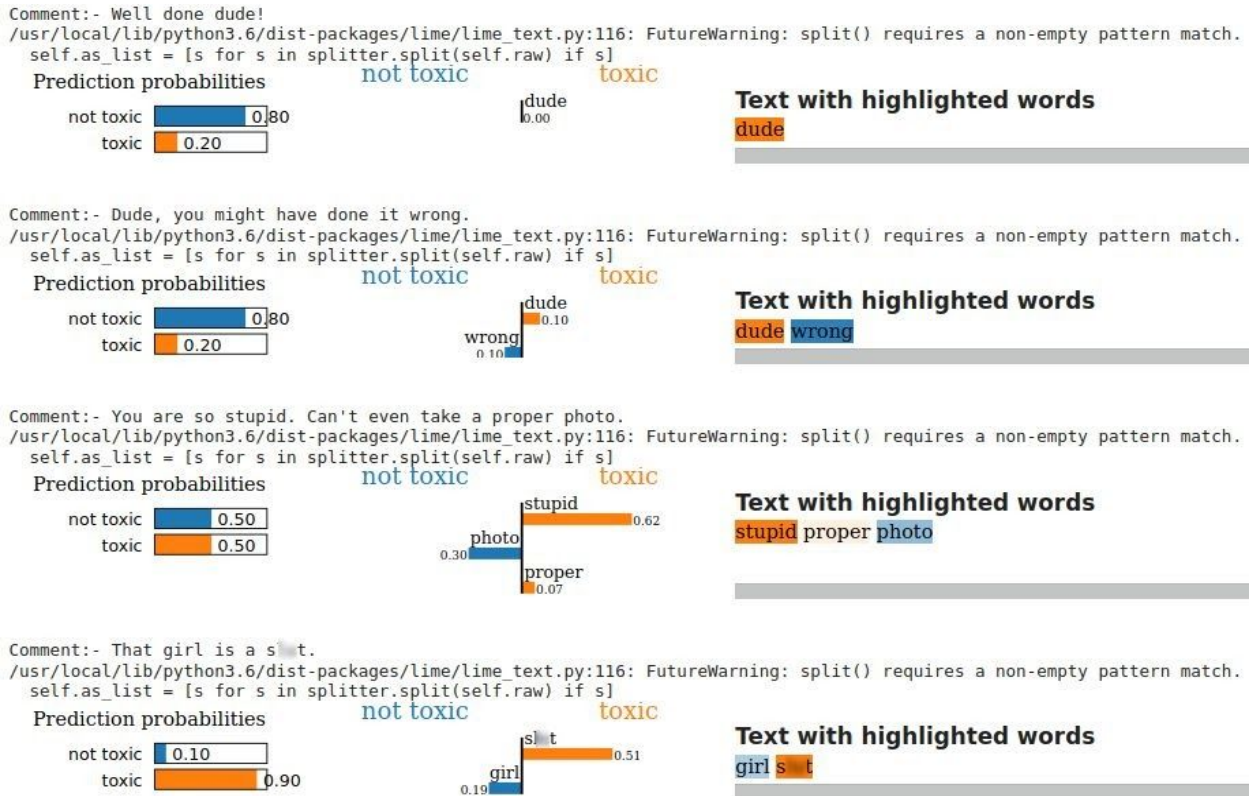 Comment:- Well done dude!
/usr/local/lib/python3.6/dist-packages/lime/lime_text.py:116: FutureWarning: split() requires a non-empty pattern match.
self.as_list = [s for s in splitter.split(self.raw) if s]
Prediction probabilities
not toxic 0.80
toxic 0.20
not toxic toxic
dude
0.00
Text with highlighted words
dude
Comment:- Dude, you might have done it wrong.
/usr/local/lib/python3.6/dist-packages/lime/lime_text.py:116: FutureWarning: split() requires a non-empty pattern match.
self.as_list = [s for s in splitter.split(self.raw) if s]
Prediction probabilities
not toxic 0.80
toxic 0.20
not toxic toxic
dude
0.10
wrong
0.10
Text with highlighted words
dude wrong
Comment:- You are so stupid. Can't even take a proper photo.
/usr/local/lib/python3.6/dist-packages/lime/lime_text.py:116: FutureWarning: split() requires a non-empty pattern match.
self.as_list = [s for s in splitter.split(self.raw) if s]
Prediction probabilities
not toxic 0.50
toxic 0.50
not toxic toxic
stupid
0.62
photo
0.30
proper
0.07
Text with highlighted words
stupid proper photo
Comment:- That girl is a
/usr/local/lib/python3.6/dist-packages/lime/lime_text.py:116: FutureWarning: split() requires a non-empty pattern match.
self.as_list = [s for s in splitter.split(self.raw) if s]
Prediction probabilities
not toxic 0.10
toxic 0.90
not toxic toxic
0.51
girl
0.19
Text with highlighted words
girl